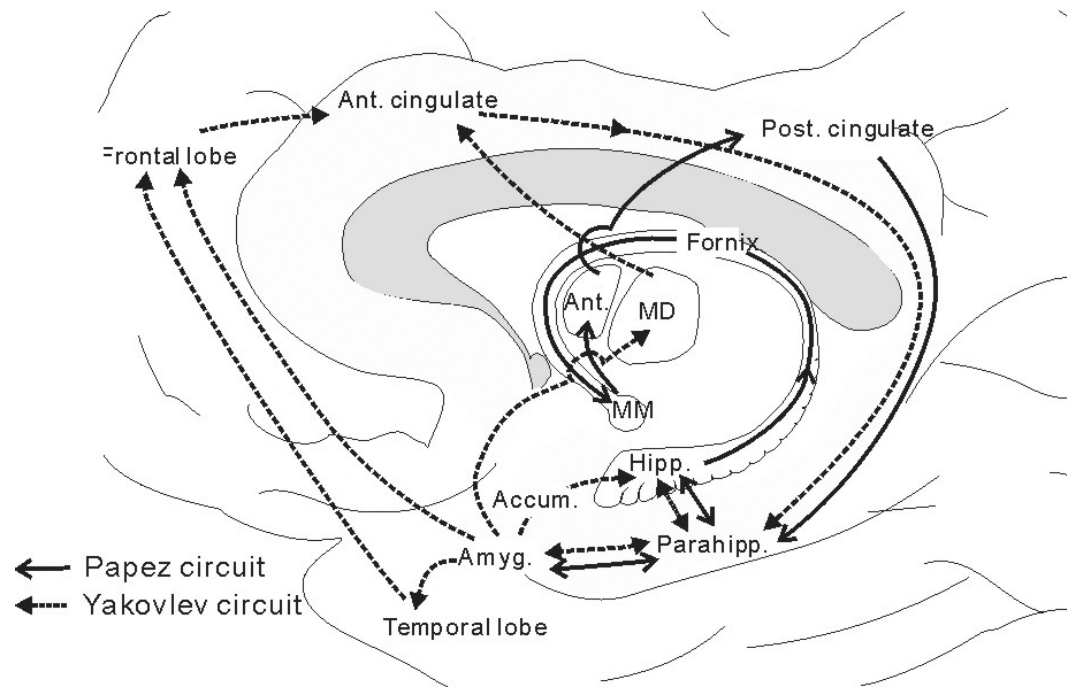 Ant. cingulate
Post. cingulate
Frontal lobe
Fornix
Ant.
MD
MM
Hipp.
Accum.
Parahipp.
Amyg.
Papez circuit
Yakovlev circuit
Temporal lobe